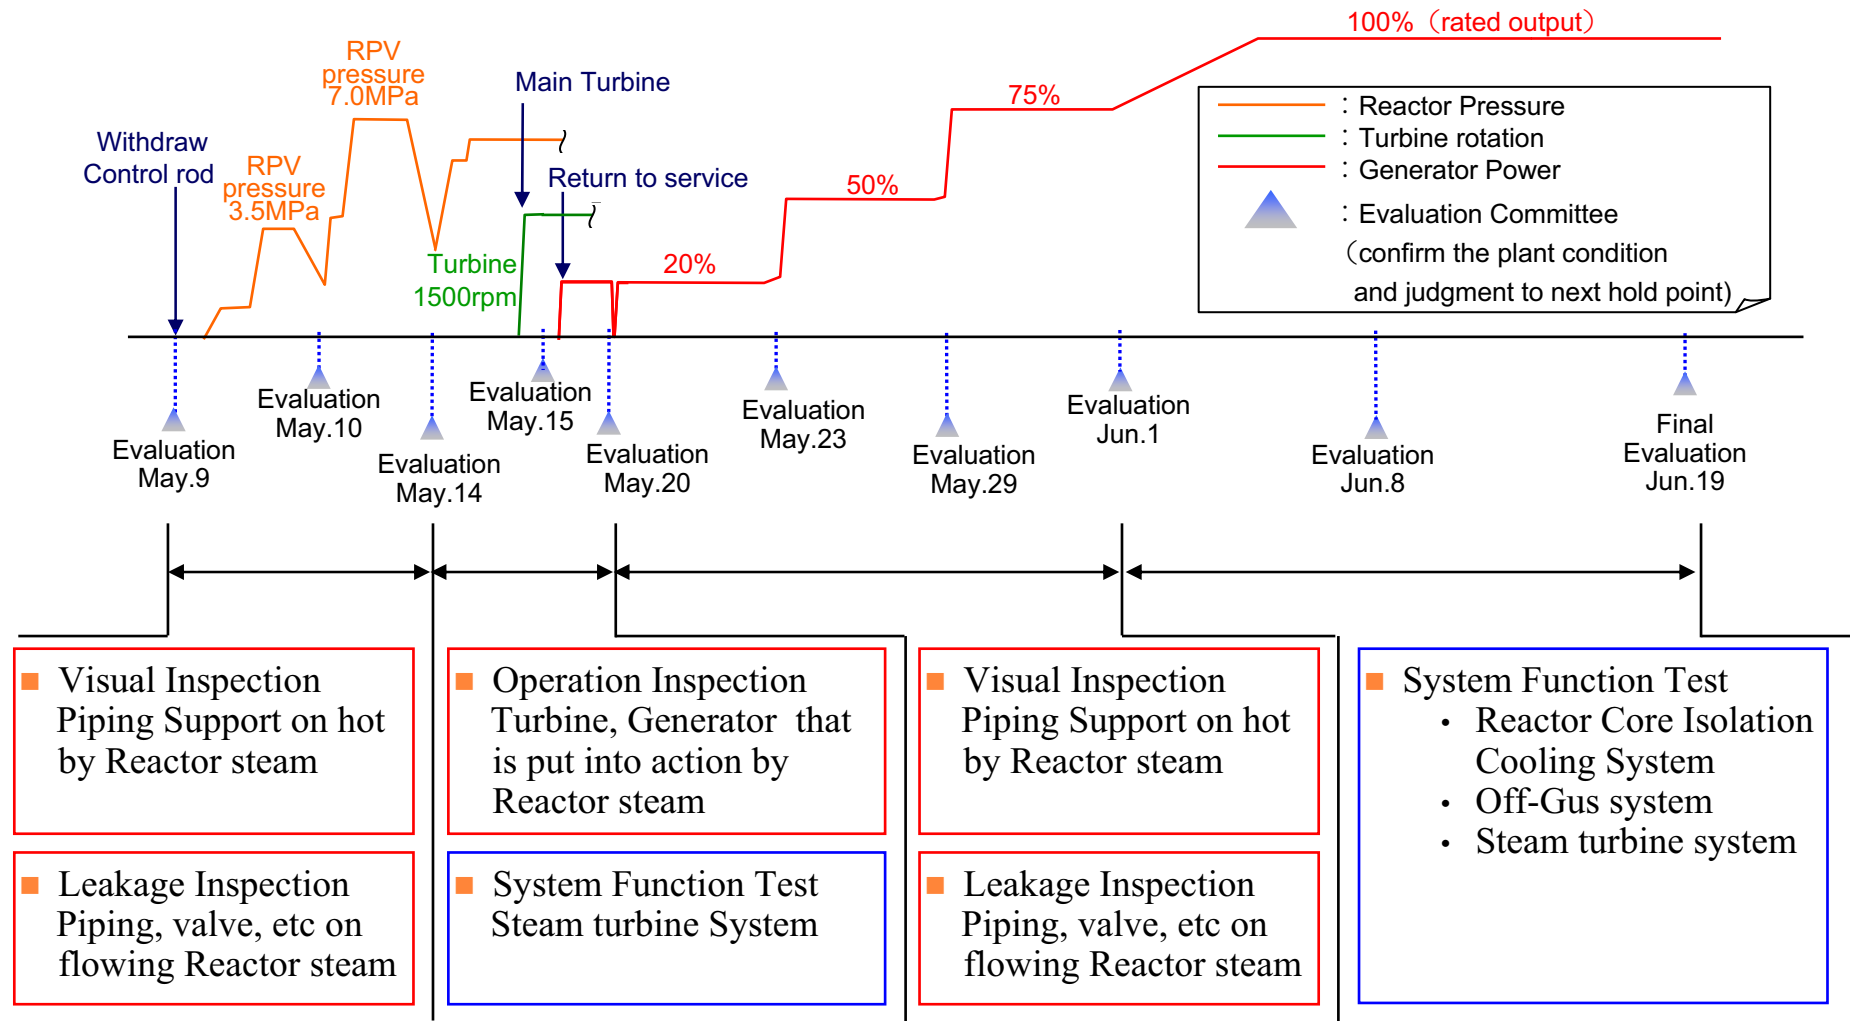 100%（rated output）
RPV
pressure
7.0MPa
Main Turbine
75%
Withdraw
Control rod
RPV
pressure
3.5MPa
Return to service
50%
Turbine
1500rpm
20%
：Reactor Pressure
：Turbine rotation
：Generator Power
：Evaluation Committee
（confirm the plant condition
and judgment to next hold point)
Evaluation
May.9
Evaluation
May.10
Evaluation
May.14
Evaluation
May.15
Evaluation
May.20
Evaluation
May.23
Evaluation
May.29
Evaluation
Jun.1
Evaluation
Jun.8
Final
Evaluation
Jun.19
■ Visual Inspection
Piping Support on hot
by Reactor steam
■ Leakage Inspection
Piping, valve, etc on
flowing Reactor steam
■ Operation Inspection
Turbine, Generator that
is put into action by
Reactor steam
■ System Function Test
Steam turbine System
■ Visual Inspection
Piping Support on hot
by Reactor steam
■ Leakage Inspection
Piping, valve, etc on
flowing Reactor steam
■ System Function Test
・ Reactor Core Isolation
Cooling System
・ Off-Gus system
・ Steam turbine system